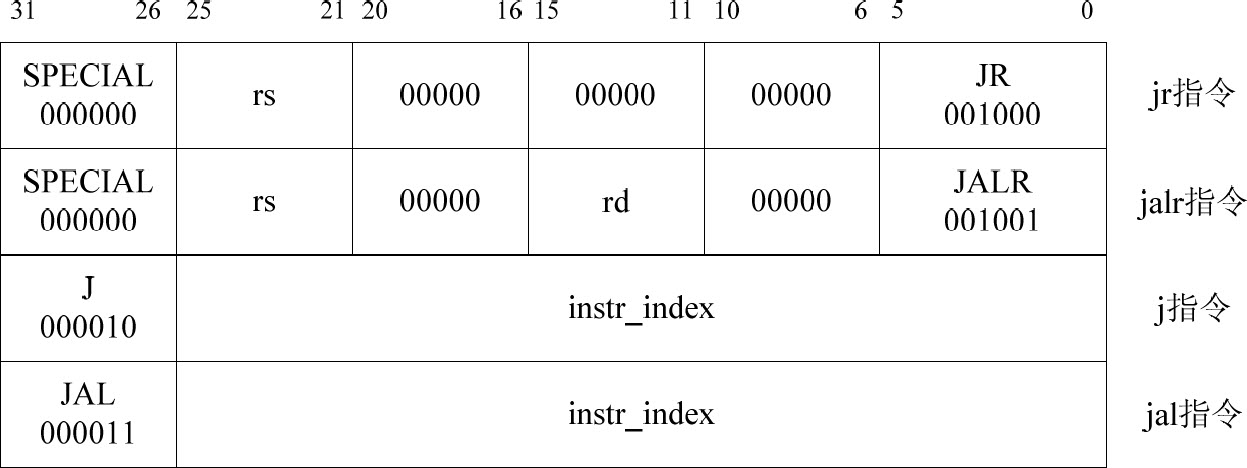 31 26 25 21 20 16 15 11 10 6 5 0
SPECIAL
000000
rs
00000
00000
00000
JR
001000
jr指令
SPECIAL
000000
rs
00000
rd
00000
JALR
001001
jalr指令
J
000010
instr_index
j指令
JAL
000011
instr_index
jal指令